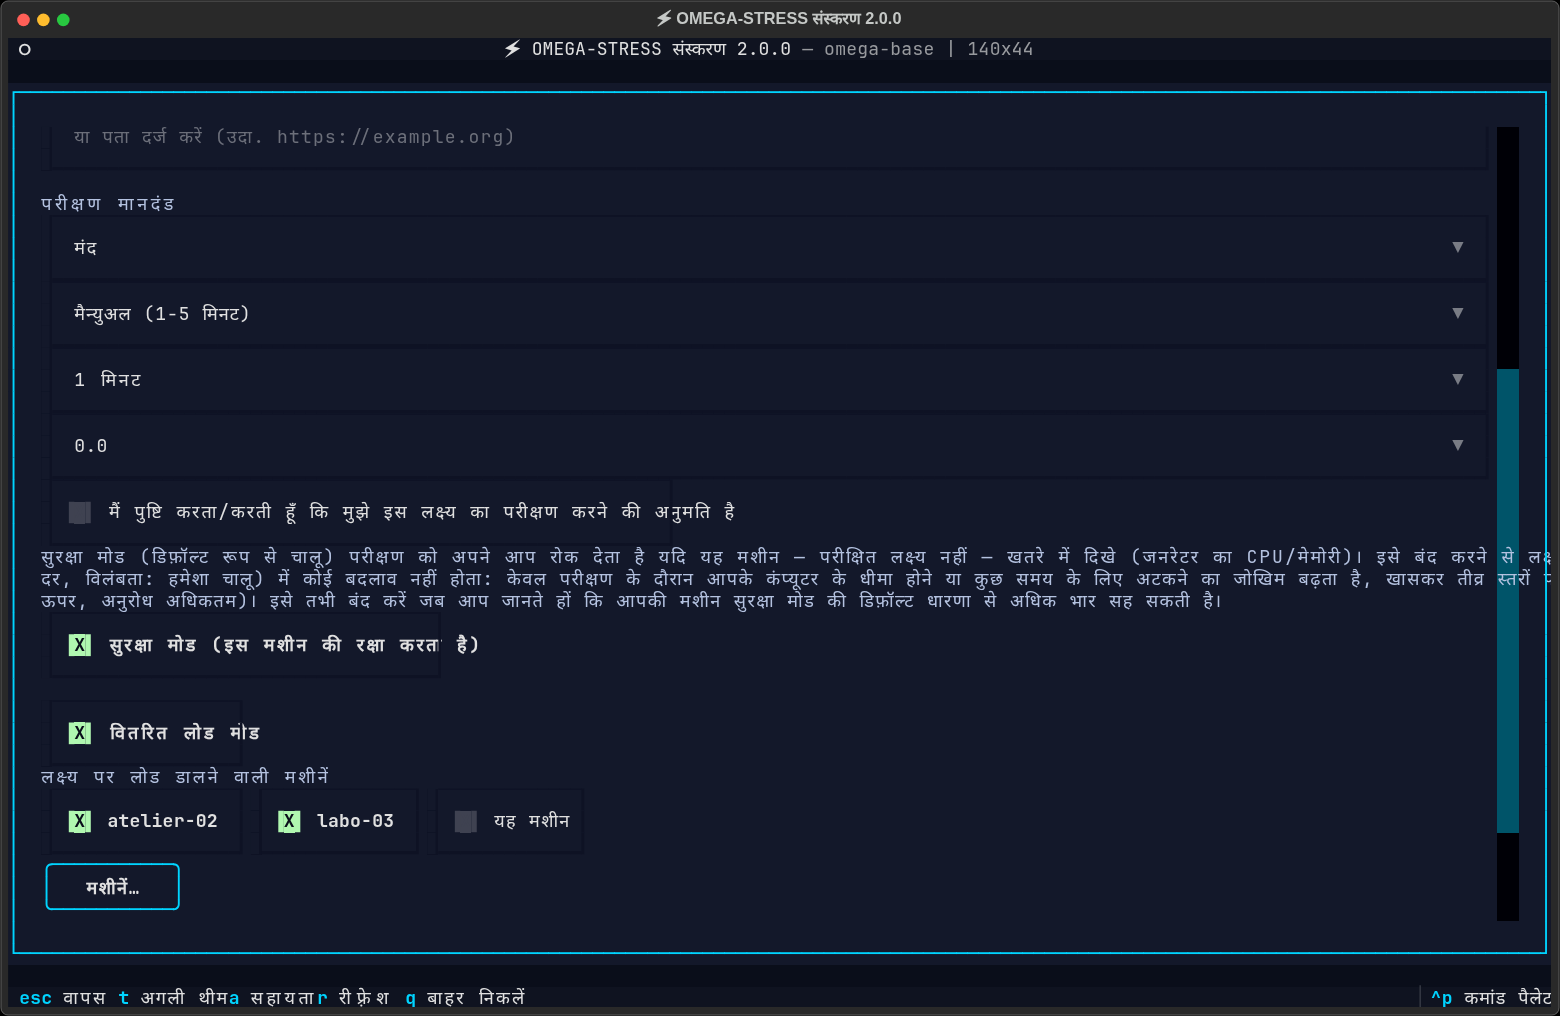 ⚡ OMEGA-STRESS संस्करण 2.0.0
⚡ OMEGA-STRESS संस्करण 2.0.0 — omega-base | 140x44
या पता दर्ज करें (उदा. https://example.org)
परीक्षण मानदंड
मंद ▼
मैन्युअल (1-5 मिनट) ▼
1 मिनट ▼
0.0 ▼
मैं पुष्टि करता/करती हूँ कि मुझे इस लक्ष्य का परीक्षण करने की अनुमति है
सुरक्षा मोड (डिफ़ॉल्ट रूप से चालू) परीक्षण को अपने आप रोक देता है यदि यह मशीन — परीक्षित लक्ष्य नहीं — खतरे में दिखे (जनरेटर का CPU/मेमोरी)। इसे बंद करने से
दर, विलंबता: हमेशा चालू) में कोई बदलाव नहीं होता: केवल परीक्षण के दौरान आपके कंप्यूटर के धीमा होने या कुछ समय के लिए अटकने का जोखिम बढ़ता है, खासकर तीव्र स्तरों
ऊपर, अनुरोध अधिकतम)। इसे तभी बंद करें जब आप जानते हों कि आपकी मशीन सुरक्षा मोड की डिफ़ॉल्ट धारणा से अधिक भार सह सकती है।
X सुरक्षा मोड (इस मशीन की रक्षा करता है)
X वितरित लोड मोड
लक्ष्य पर लोड डालने वाली मशीनें
X atelier-02 X labo-03 यह मशीन
मशीनें…
esc वापस t अगली थीम a सहायता r रीफ़्रेश q बाहर निकलें ^p कमांड पैलेट